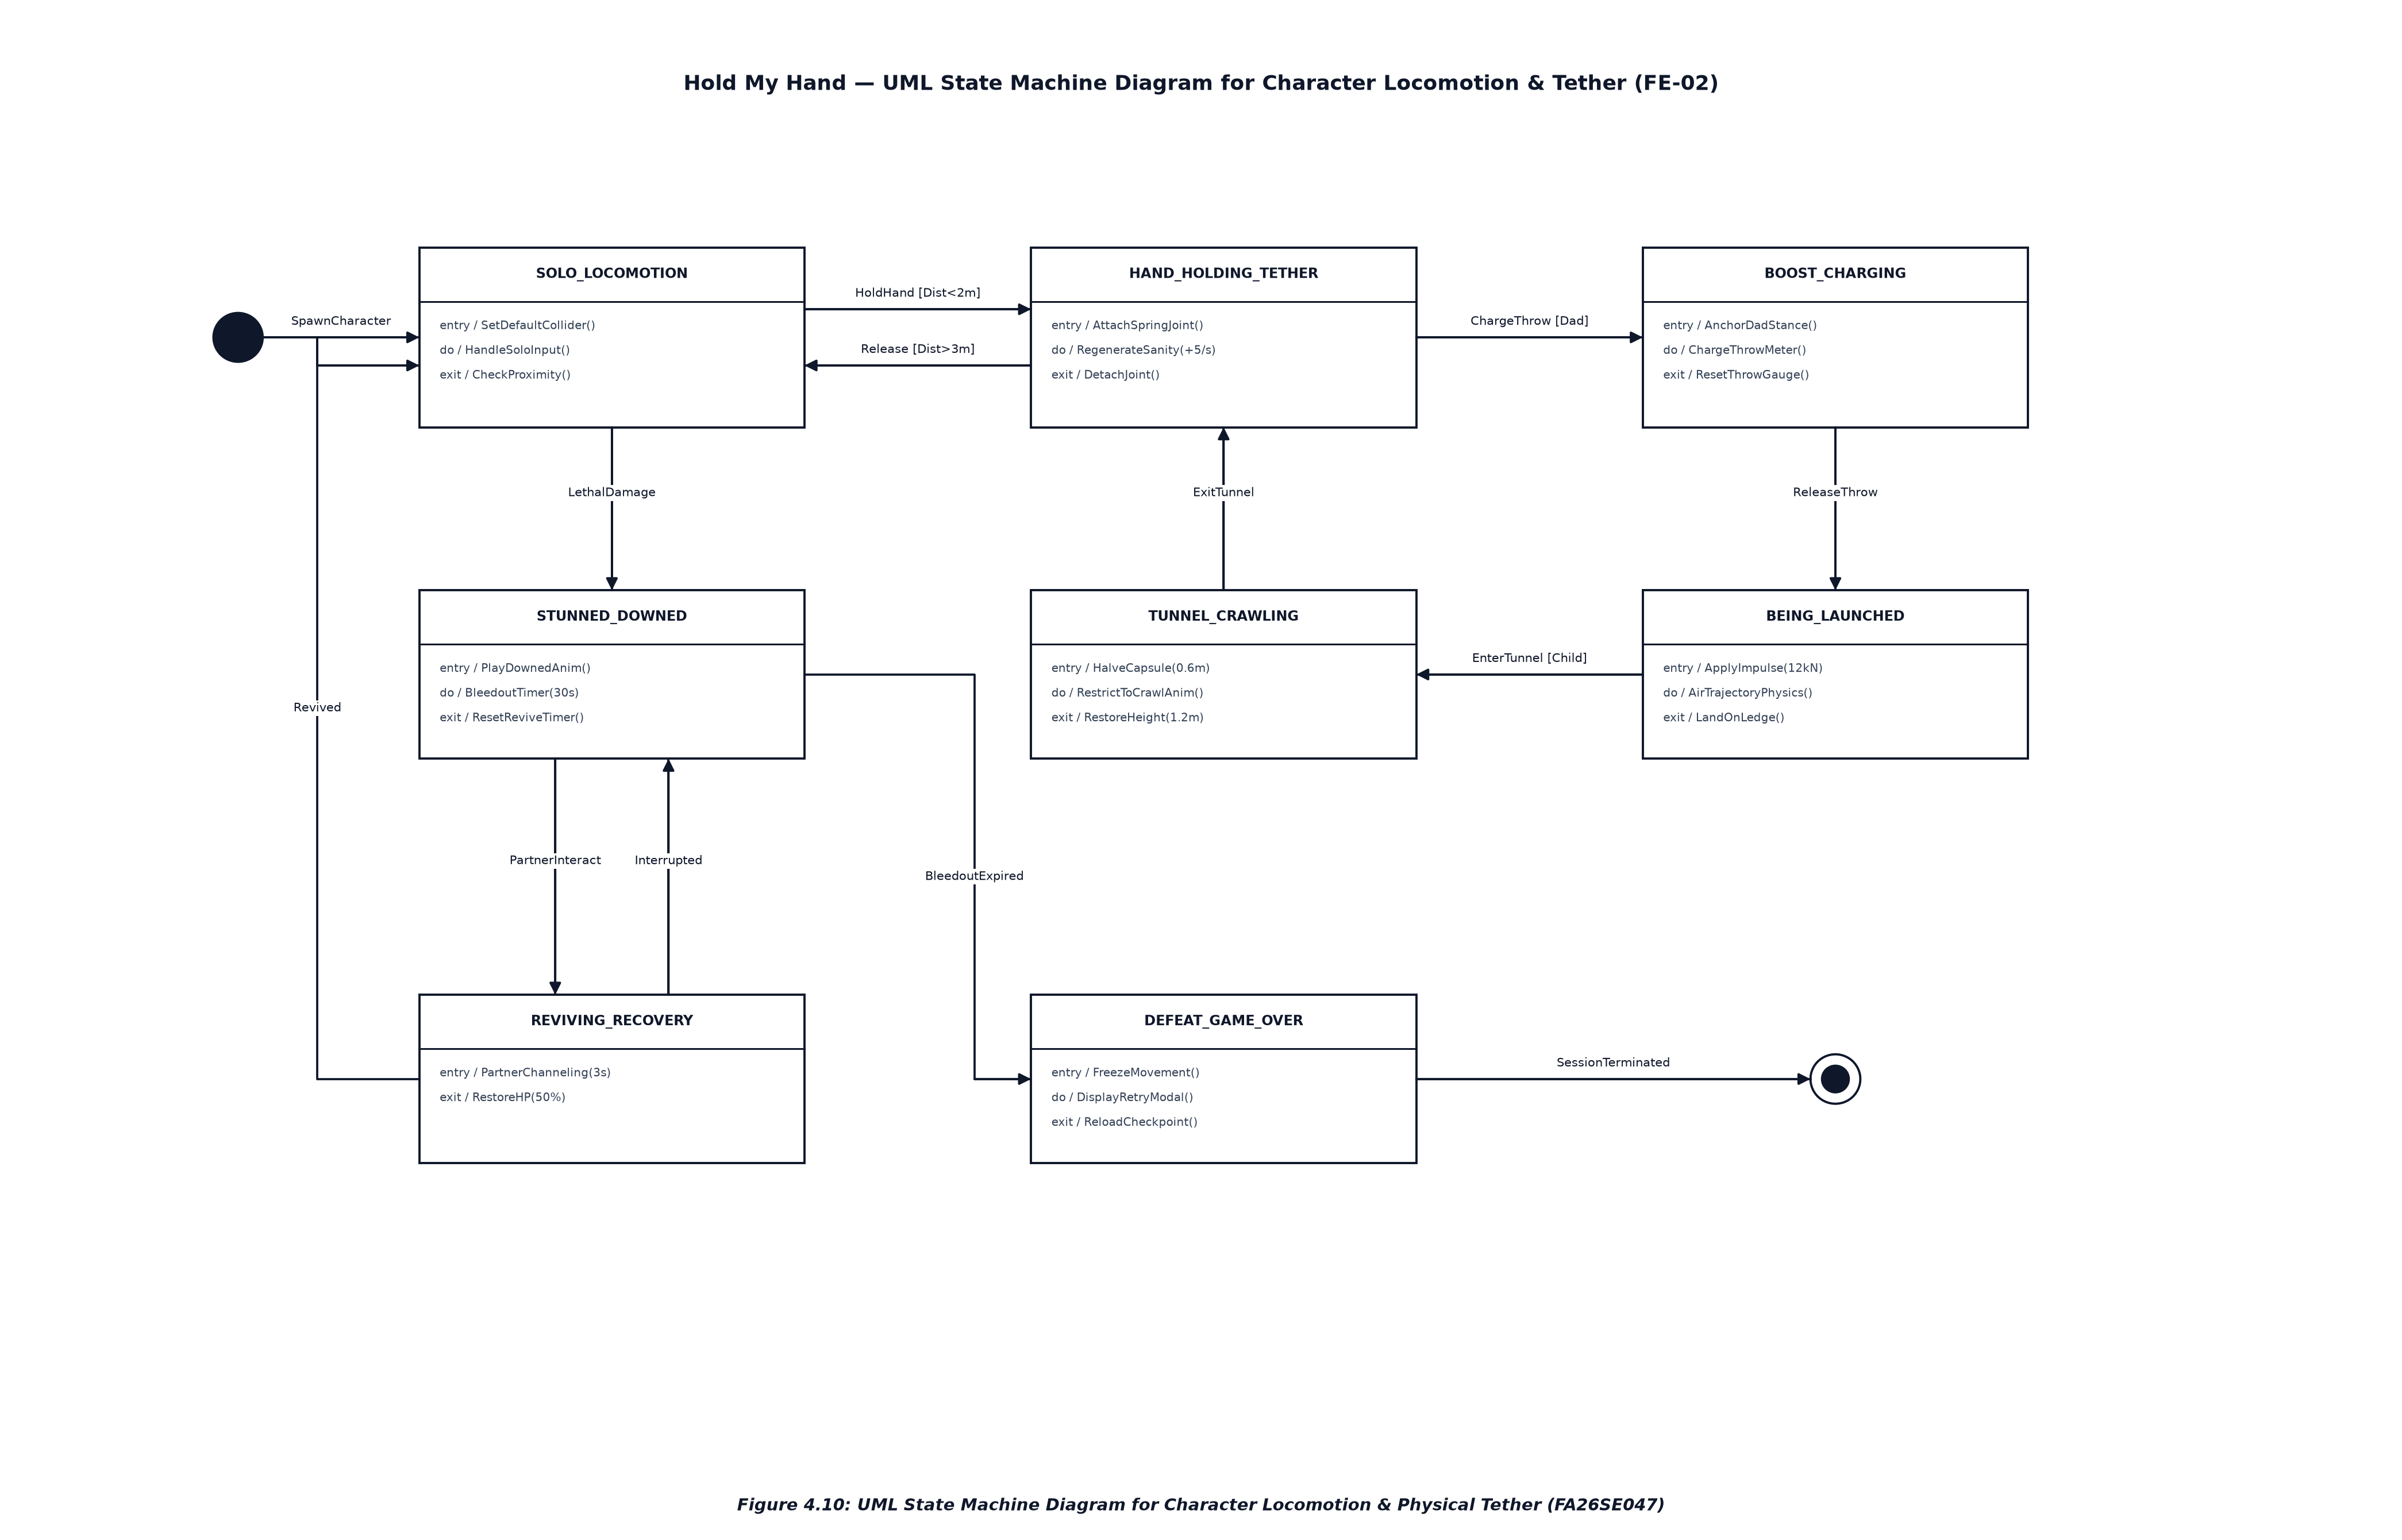 Hold My Hand — UML State Machine Diagram for Character Locomotion & Tether (FE-02)
SpawnCharacter
SOLO_LOCOMOTION
entry / SetDefaultCollider()
do / HandleSoloInput()
exit / CheckProximity()
HoldHand [Dist<2m]
Release [Dist>3m]
HAND_HOLDING_TETHER
entry / AttachSpringJoint()
do / RegenerateSanity(+5/s)
exit / DetachJoint()
ChargeThrow [Dad]
BOOST_CHARGING
entry / AnchorDadStance()
do / ChargeThrowMeter()
exit / ResetThrowGauge()
LethalDamage
ExitTunnel
ReleaseThrow
STUNNED_DOWNED
entry / PlayDownedAnim()
do / BleedoutTimer(30s)
exit / ResetReviveTimer()
TUNNEL_CRAWLING
entry / HalveCapsule(0.6m)
do / RestrictToCrawlAnim()
exit / RestoreHeight(1.2m)
EnterTunnel [Child]
BEING_LAUNCHED
entry / ApplyImpulse(12kN)
do / AirTrajectoryPhysics()
exit / LandOnLedge()
Revived
PartnerInteract
Interrupted
BleedoutExpired
REVIVING_RECOVERY
entry / PartnerChanneling(3s)
exit / RestoreHP(50%)
DEFEAT_GAME_OVER
entry / FreezeMovement()
do / DisplayRetryModal()
exit / ReloadCheckpoint()
SessionTerminated
Figure 4.10: UML State Machine Diagram for Character Locomotion & Physical Tether (FA26SE047)